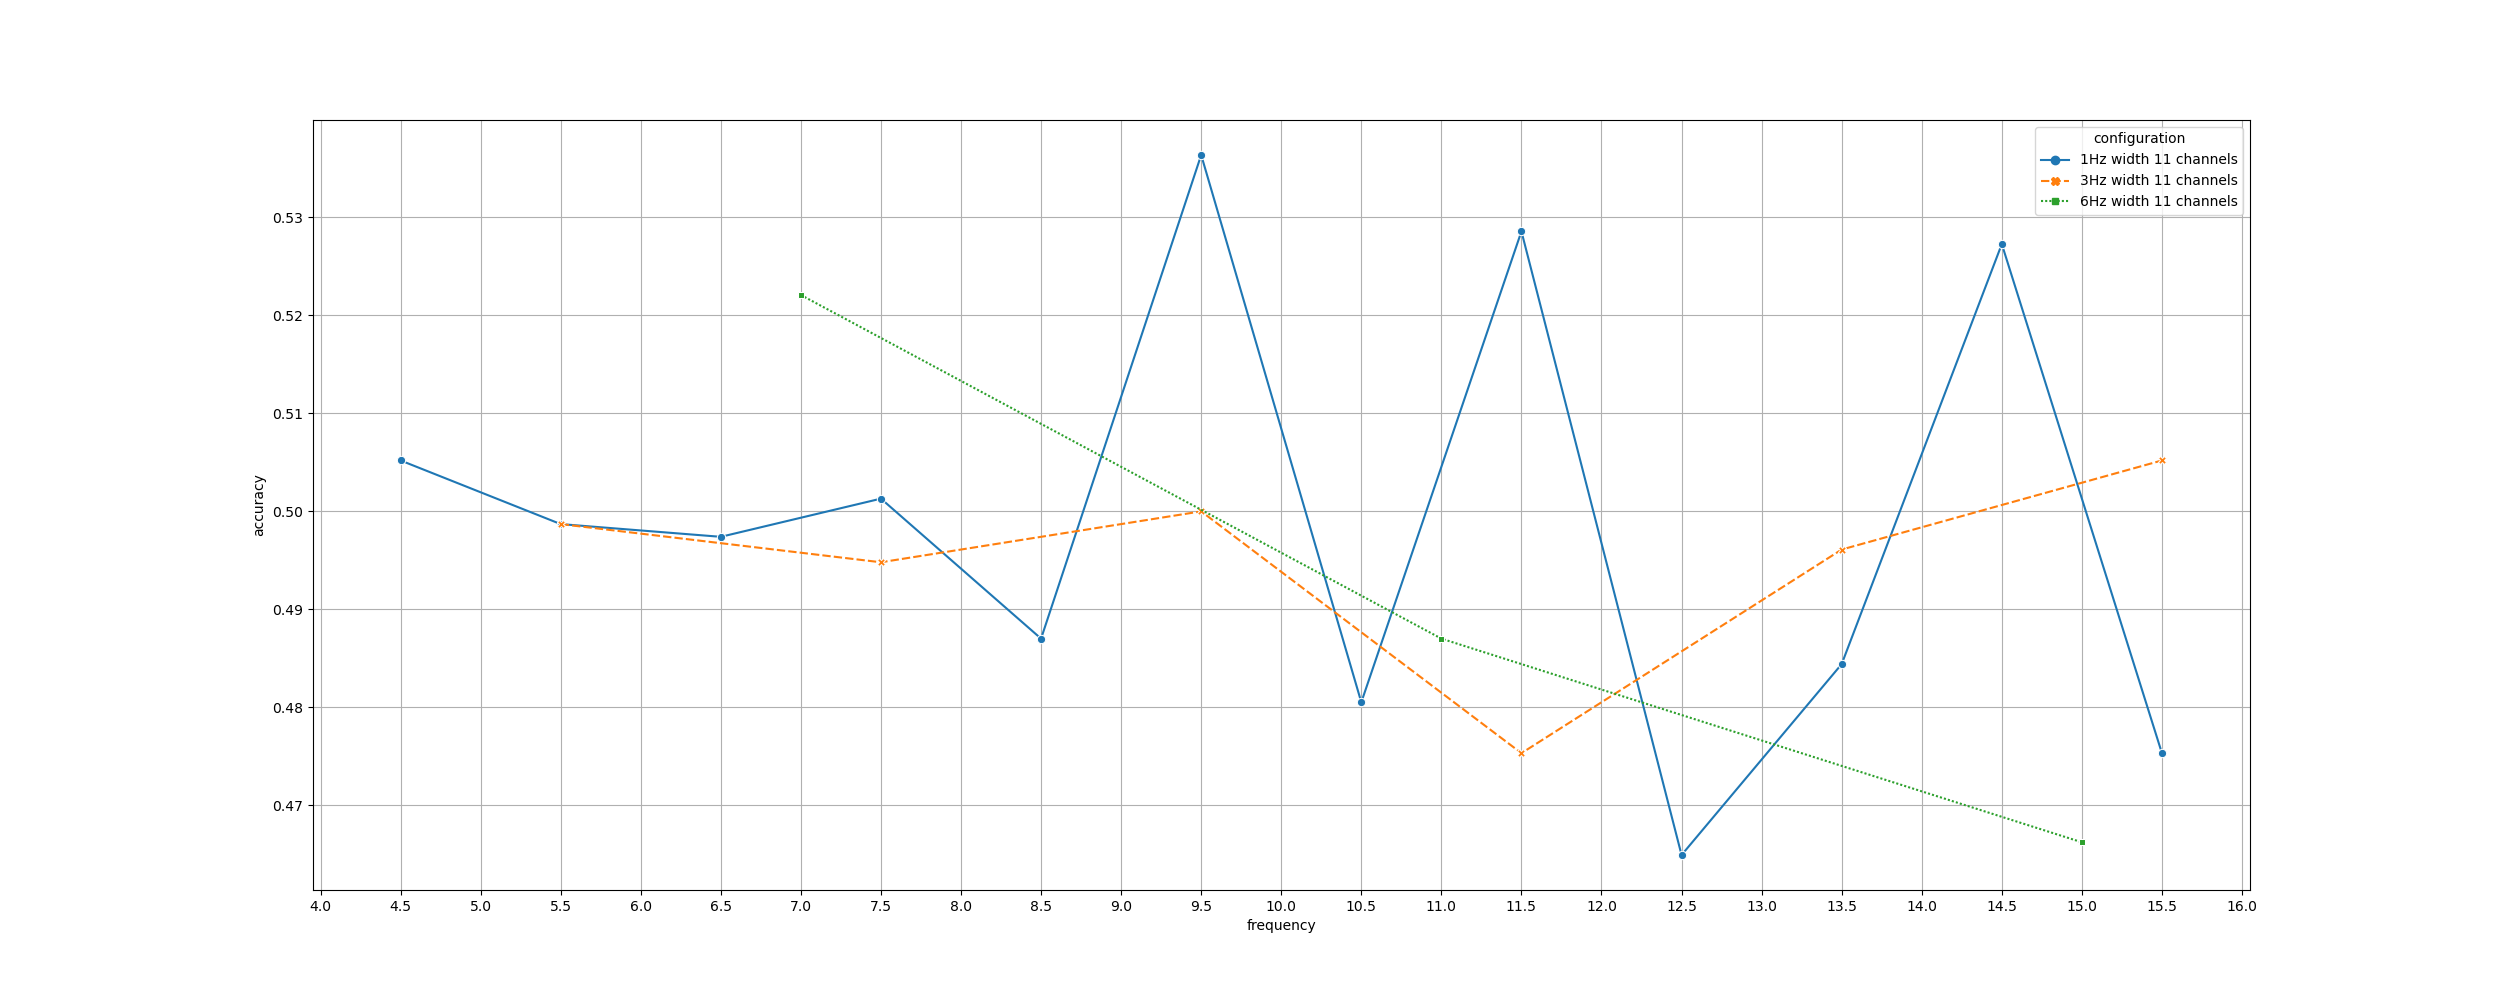 configuration
1Hz width 11 channels
3Hz width 11 channels
6Hz width 11 channels
0.53
0.52
0.51
0.50
0.49
0.48
0.47
accuracy
4.0 4.5 5.0 5.5 6.0 6.5 7.0 7.5 8.0 8.5 9.0 9.5 10.0 10.5 11.0 11.5 12.0 12.5 13.0 13.5 14.0 14.5 15.0 15.5 16.0
frequency